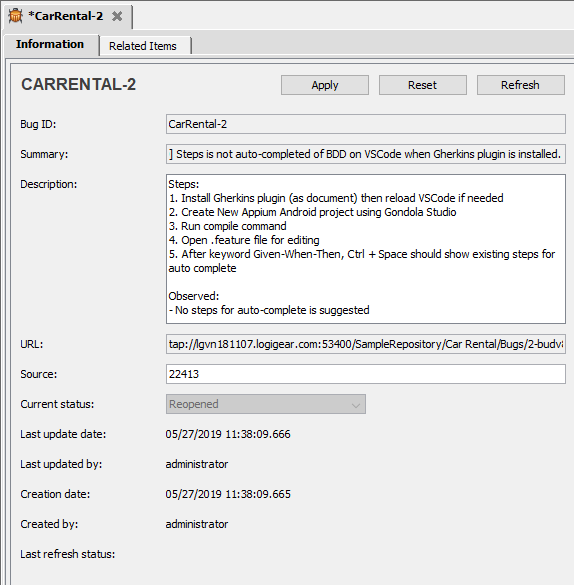 *CarRental-2
Information Related Items
CARRENTAL-2 Apply Reset Refresh
Bug ID: CarRental-2
Summary: ] Steps is not auto-completed of BDD on VSCode when Gherkins plugin is installed.
Description: Steps:
1. Install Gherkins plugin (as document) then reload VSCode if needed
2. Create New Appium Android project using Gondola Studio
3. Run compile command
4. Open .feature file for editing
5. After keyword Given-When-Then, Ctrl + Space should show existing steps for
auto complete
Observed:
- No steps for auto-complete is suggested
URL: tap://lgvn181107.logigear.com:53400/SampleRepository/Car Rental/Bugs/2-budv8
Source: 22413
Current status: Reopened
Last update date: 05/27/2019 11:38:09.666
Last updated by: administrator
Creation date: 05/27/2019 11:38:09.665
Created by: administrator
Last refresh status: